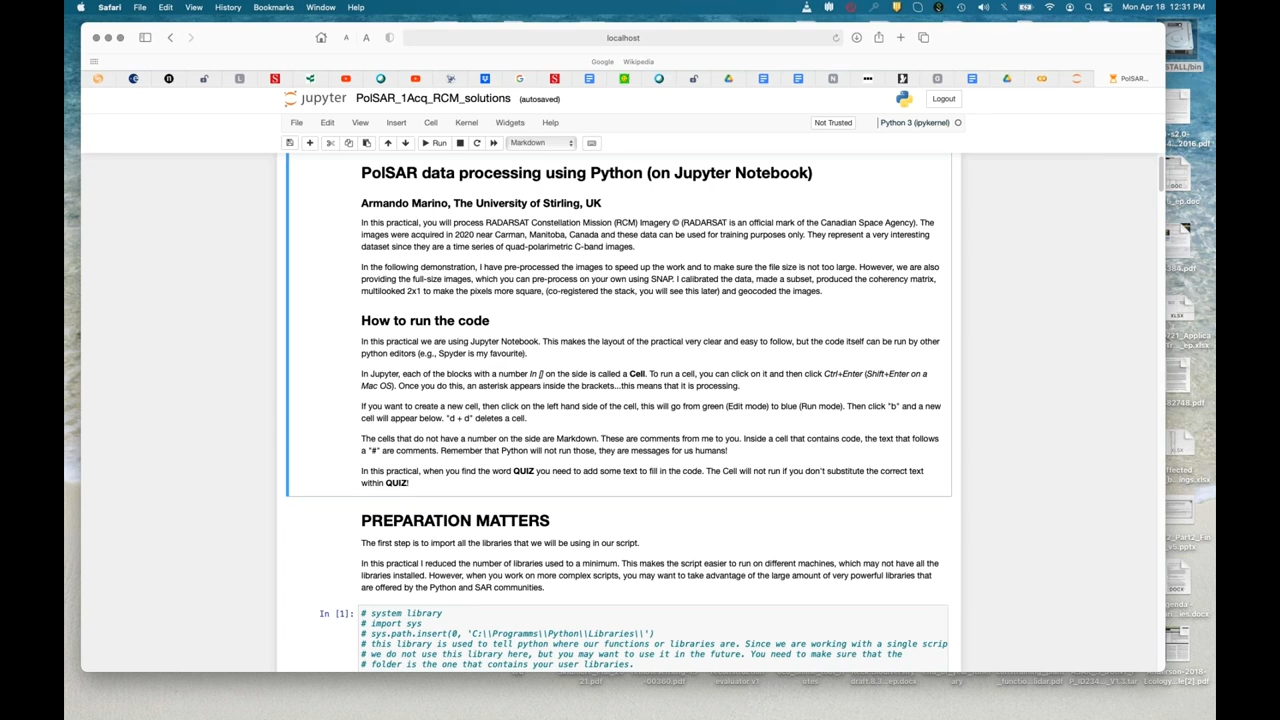 Safari File Edit View History Bookmarks Window Help Mon Apr 18 12:31 PM
A A localhost
Google Wikipedia
PolSAR...
jupyter PolSAR_1Acq_RCM_solutions (autosaved) Logout
File Edit View Insert Cell Kernel Widgets Help Not Trusted Python 3 (ipykernel)
Run Markdown
PolSAR data processing using Python (on Jupyter Notebook)
Armando Marino, The University of Stirling, UK
In this practical, you will process RADARSAT Constellation Mission (RCM) Imagery © (RADARSAT is an official mark of the Canadian Space Agency). The
images were acquired in 2020 near Carman, Manitoba, Canada and these data can be used for training purposes only. They represent a very interesting
dataset since they are a time series of quad-polarimetric C-band images.
In the following demonstration, I have pre-processed the images to speed up the work and to make sure the file size is not too large. However, we are also
providing the full-size images, which you can pre-process on your own using SNAP. I calibrated the data, made a subset, produced the coherency matrix,
multilooked 2x1 to make the pixels more square, (co-registered the stack, you will see this later) and geocoded the images.
How to run the code
In this practical we are using Jupyter Notebook. This makes the layout of the practical very clear and easy to follow, but the code itself can be run by other
python editors (e.g., Spyder is my favourite).
In Jupyter, each of the blocks with a number In [] on the side is called a Cell. To run a cell, you can click on it and then click Ctrl+Enter (Shift+Enter on a
Mac OS). Once you do this, an asterisk appears inside the brackets...this means that it is processing.
If you want to create a new cell, then click on the left hand side of the cell, this will go from green (Edit mode) to blue (Run mode). Then click "b" and a new
cell will appear below. "d + d" deletes a cell.
The cells that do not have a number on the side are Markdown. These are comments from me to you. Inside a cell that contains code, the text that follows
a "#" are comments. Remember that Python will not run those, they are messages for us humans!
In this practical, when you find the word QUIZ you need to add some text to fill in the code. The Cell will not run if you don't substitute the correct text
within QUIZ!
PREPARATION MATTERS
The first step is to import all the libraries that we will be using in our script.
In this practical I reduced the number of libraries used to a minimum. This makes the script easier to run on different machines, which may not have all the
libraries installed. However, when you work on more complex scripts, you may want to take advantage of the large amount of very powerful libraries that
are offered by the Python and SAR communities.
In [1]: # system library
# import sys
# sys.path.insert(0, 'C:\\Programms\\Python\\Libraries\\')
# this library is used to tell python where our functions or libraries are. Since we are working with a single scrip
# we do not use this library here, but you may want to use it in the future. You need to make sure that the
# folder is the one that contains your user libraries.